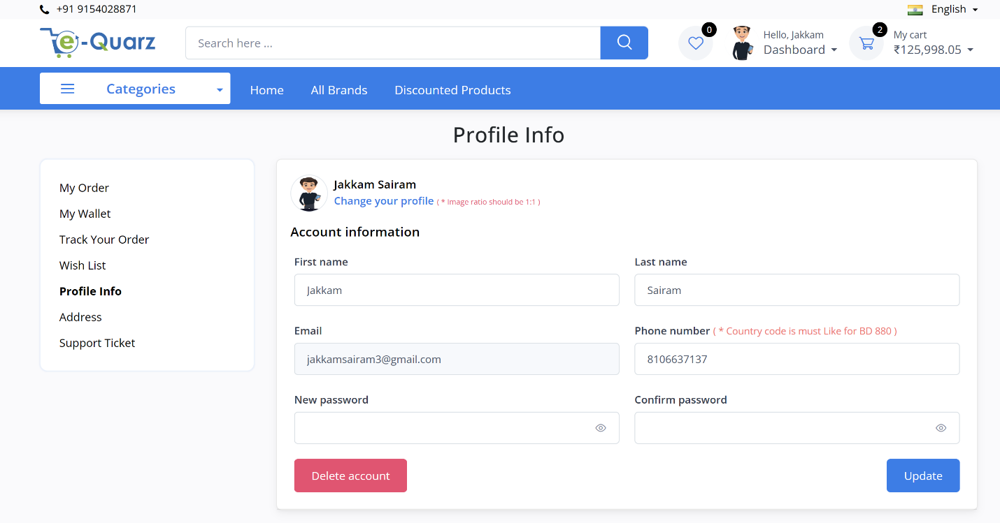 +91 9154028871
English
e-Quarz
Search here ...
0
Hello, Jakkam
Dashboard
2
My cart
₹125,998.05
Categories
Home
All Brands
Discounted Products
Profile Info
My Order
My Wallet
Track Your Order
Wish List
Profile Info
Address
Support Ticket
Jakkam Sairam
Change your profile ( * Image ratio should be 1:1 )
Account information
First name
Last name
Jakkam
Sairam
Email
Phone number ( * Country code is must Like for BD 880 )
jakkamsairam3@gmail.com
8106637137
New password
Confirm password
Delete account
Update